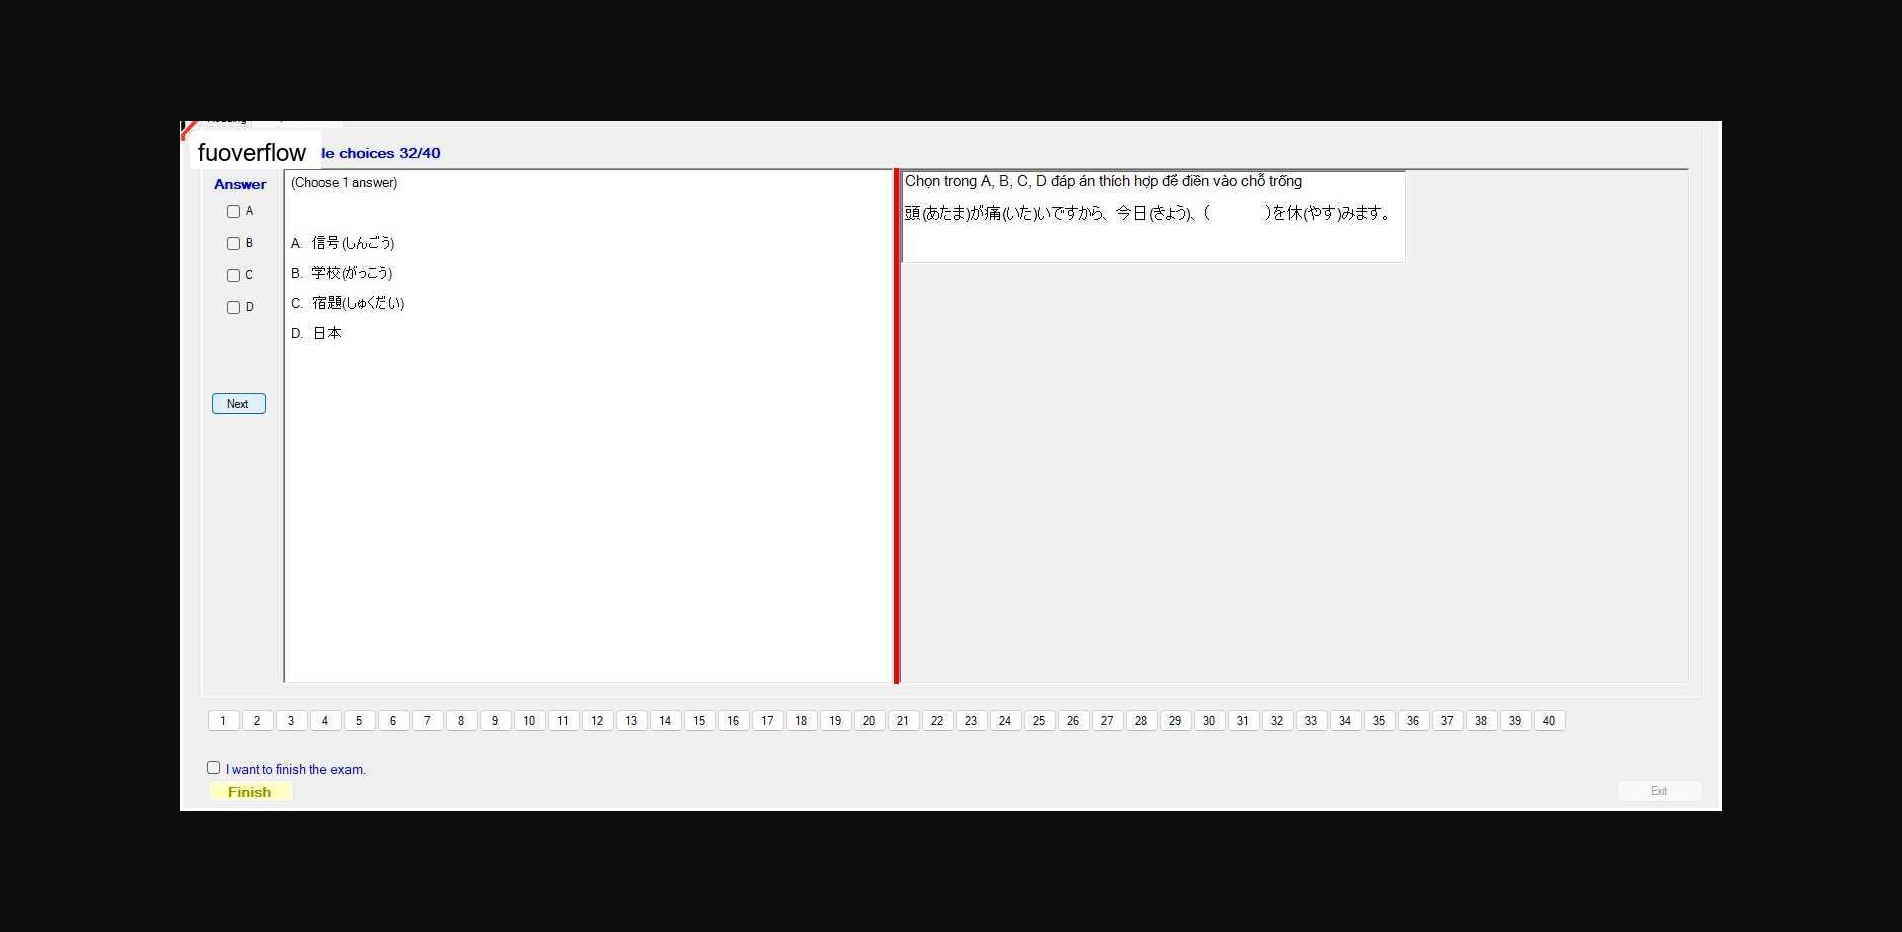 fuoverflow
le choices 32/40
Answer
A
B
C
D
Next
(Choose 1 answer)
A. 信号(しんごう)
B. 学校(がっこう)
C. 宿題(しゅくだい)
D. 日本
Chọn trong A, B, C, D đáp án thích hợp để điền vào chỗ trống
頭(あたま)が痛(いた)いですから、今日(きょう)、( )を休(やす)みます。
1 2 3 4 5 6 7 8 9 10 11 12 13 14 15 16 17 18 19 20 21 22 23 24 25 26 27 28 29 30 31 32 33 34 35 36 37 38 39 40
I want to finish the exam.
Finish
Exit